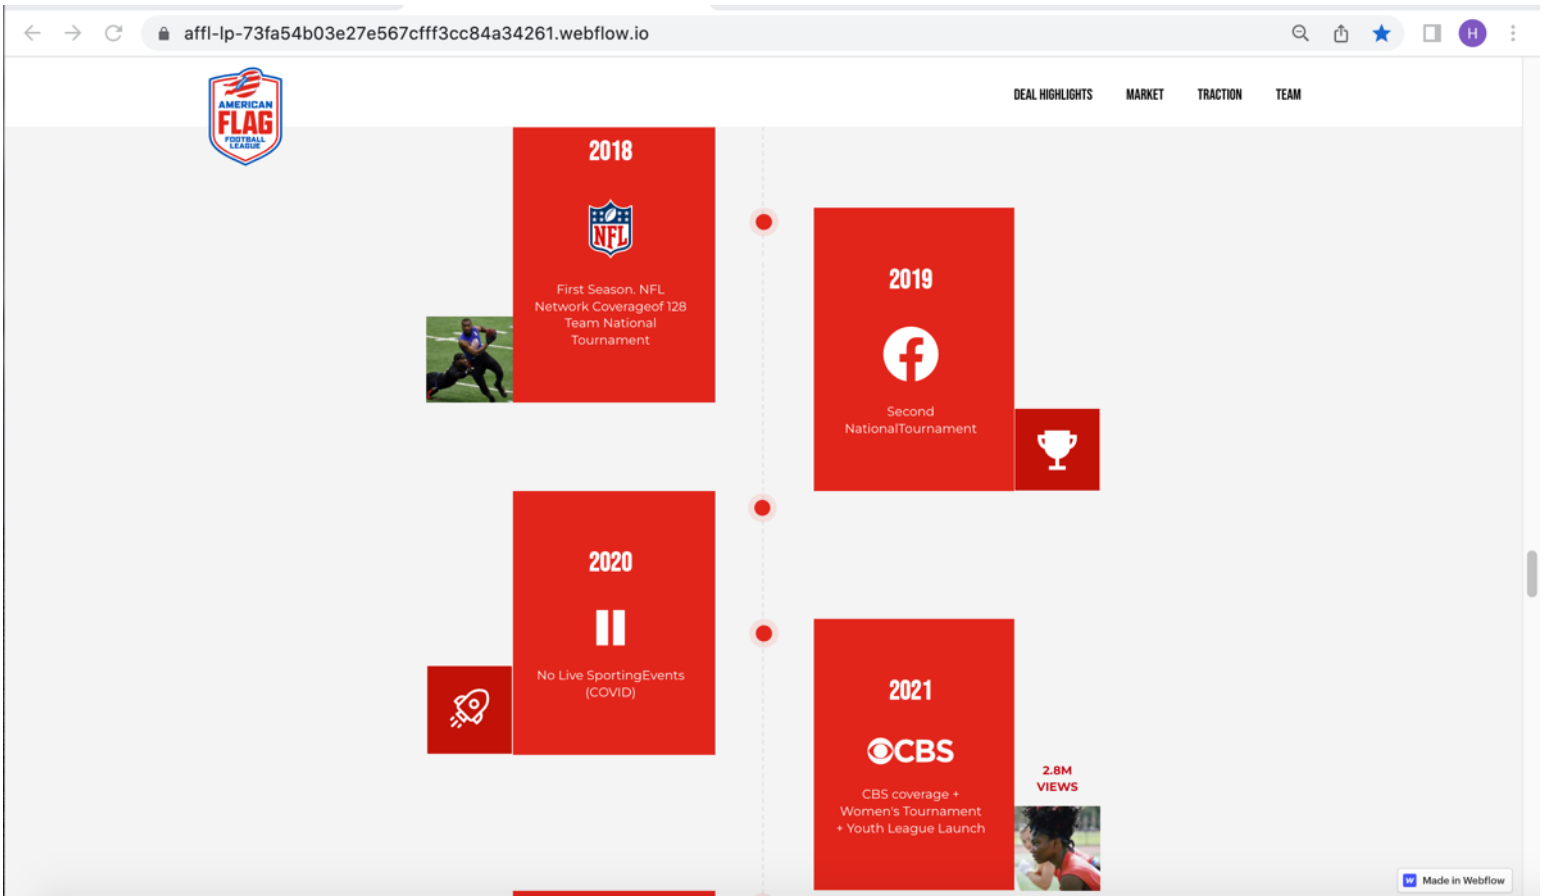 affl-lp-73fa54b03e27e567cfff3cc84a34261.webflow.io
H
AMERICAN
FLAG
FOOTBALL
LEAGUE
DEAL HIGHLIGHTS MARKET TRACTION TEAM
2018
NFL
First Season. NFL
Network Coverageof 128
Team National
Tournament
2019
Second
NationalTournament
2020
No Live SportingEvents
(COVID)
2021
CBS
CBS coverage +
Women's Tournament
+ Youth League Launch
2.8M
VIEWS
Made in Webflow